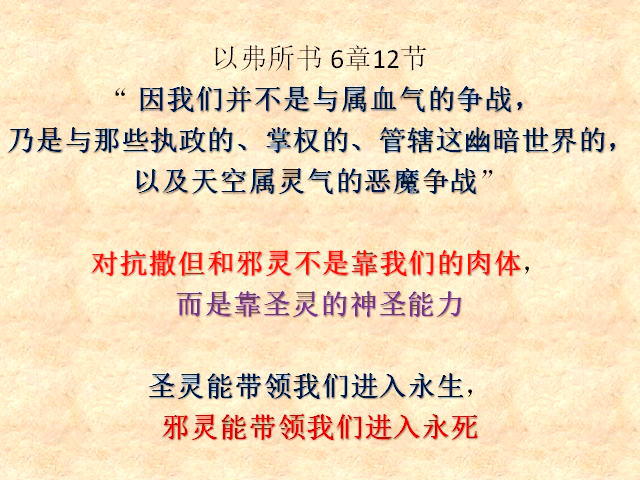 以弗所书 6章12节
“ 因我们并不是与属血气的争战，
乃是与那些执政的、掌权的、管辖这幽暗世界的，
以及天空属灵气的恶魔争战”
对抗撒但和邪灵不是靠我们的肉体，
而是靠圣灵的神圣能力
圣灵能带领我们进入永生，
邪灵能带领我们进入永死